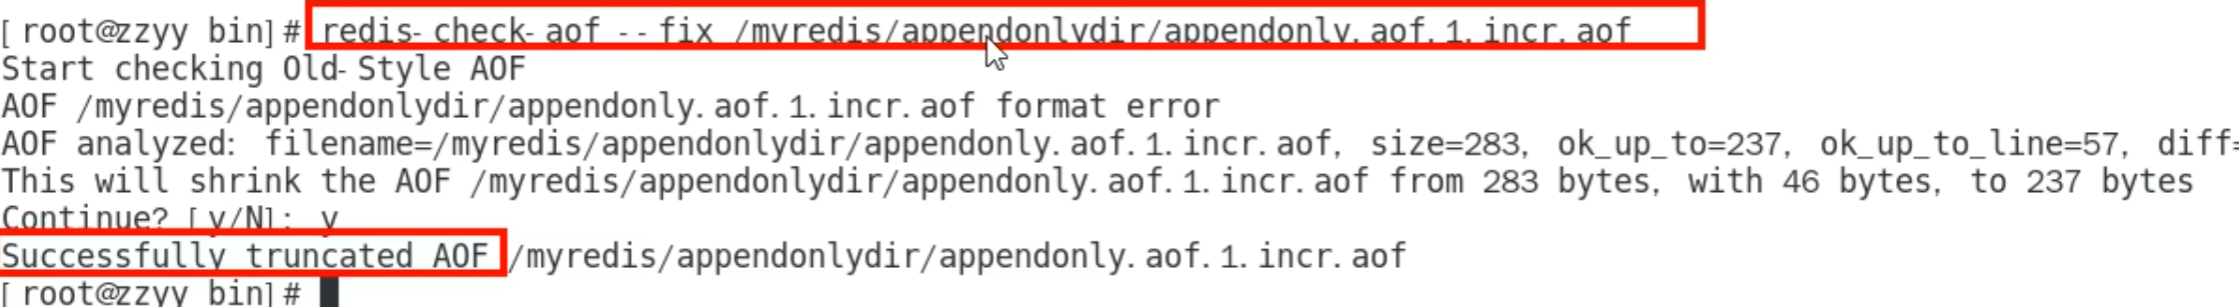 [root@zzyy bin]# redis-check-aof --fix /myredis/appendonlydir/appendonly.aof.1.incr.aof
Start checking Old-Style AOF
AOF /myredis/appendonlydir/appendonly.aof.1.incr.aof format error
AOF analyzed: filename=/myredis/appendonlydir/appendonly.aof.1.incr.aof, size=283, ok_up_to=237, ok_up_to_line=57, diff=
This will shrink the AOF /myredis/appendonlydir/appendonly.aof.1.incr.aof from 283 bytes, with 46 bytes, to 237 bytes
Continue? [y/N]: y
Successfully truncated AOF /myredis/appendonlydir/appendonly.aof.1.incr.aof
[root@zzyy bin]#